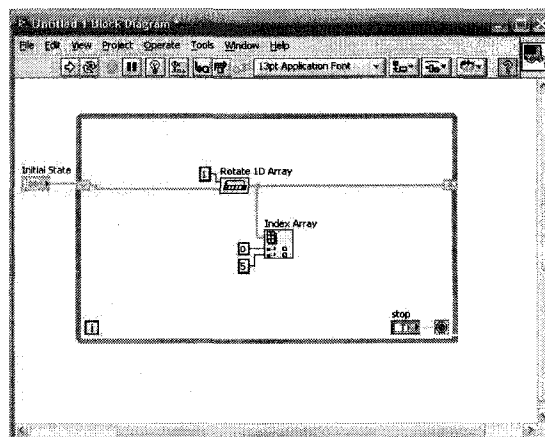 Untitled 1 Block Diagram *
File Edit View Project Operate Tools Window Help
13pt Application Font
Initial State
Rotate 1D Array
1
Index Array
0
5
stop
i